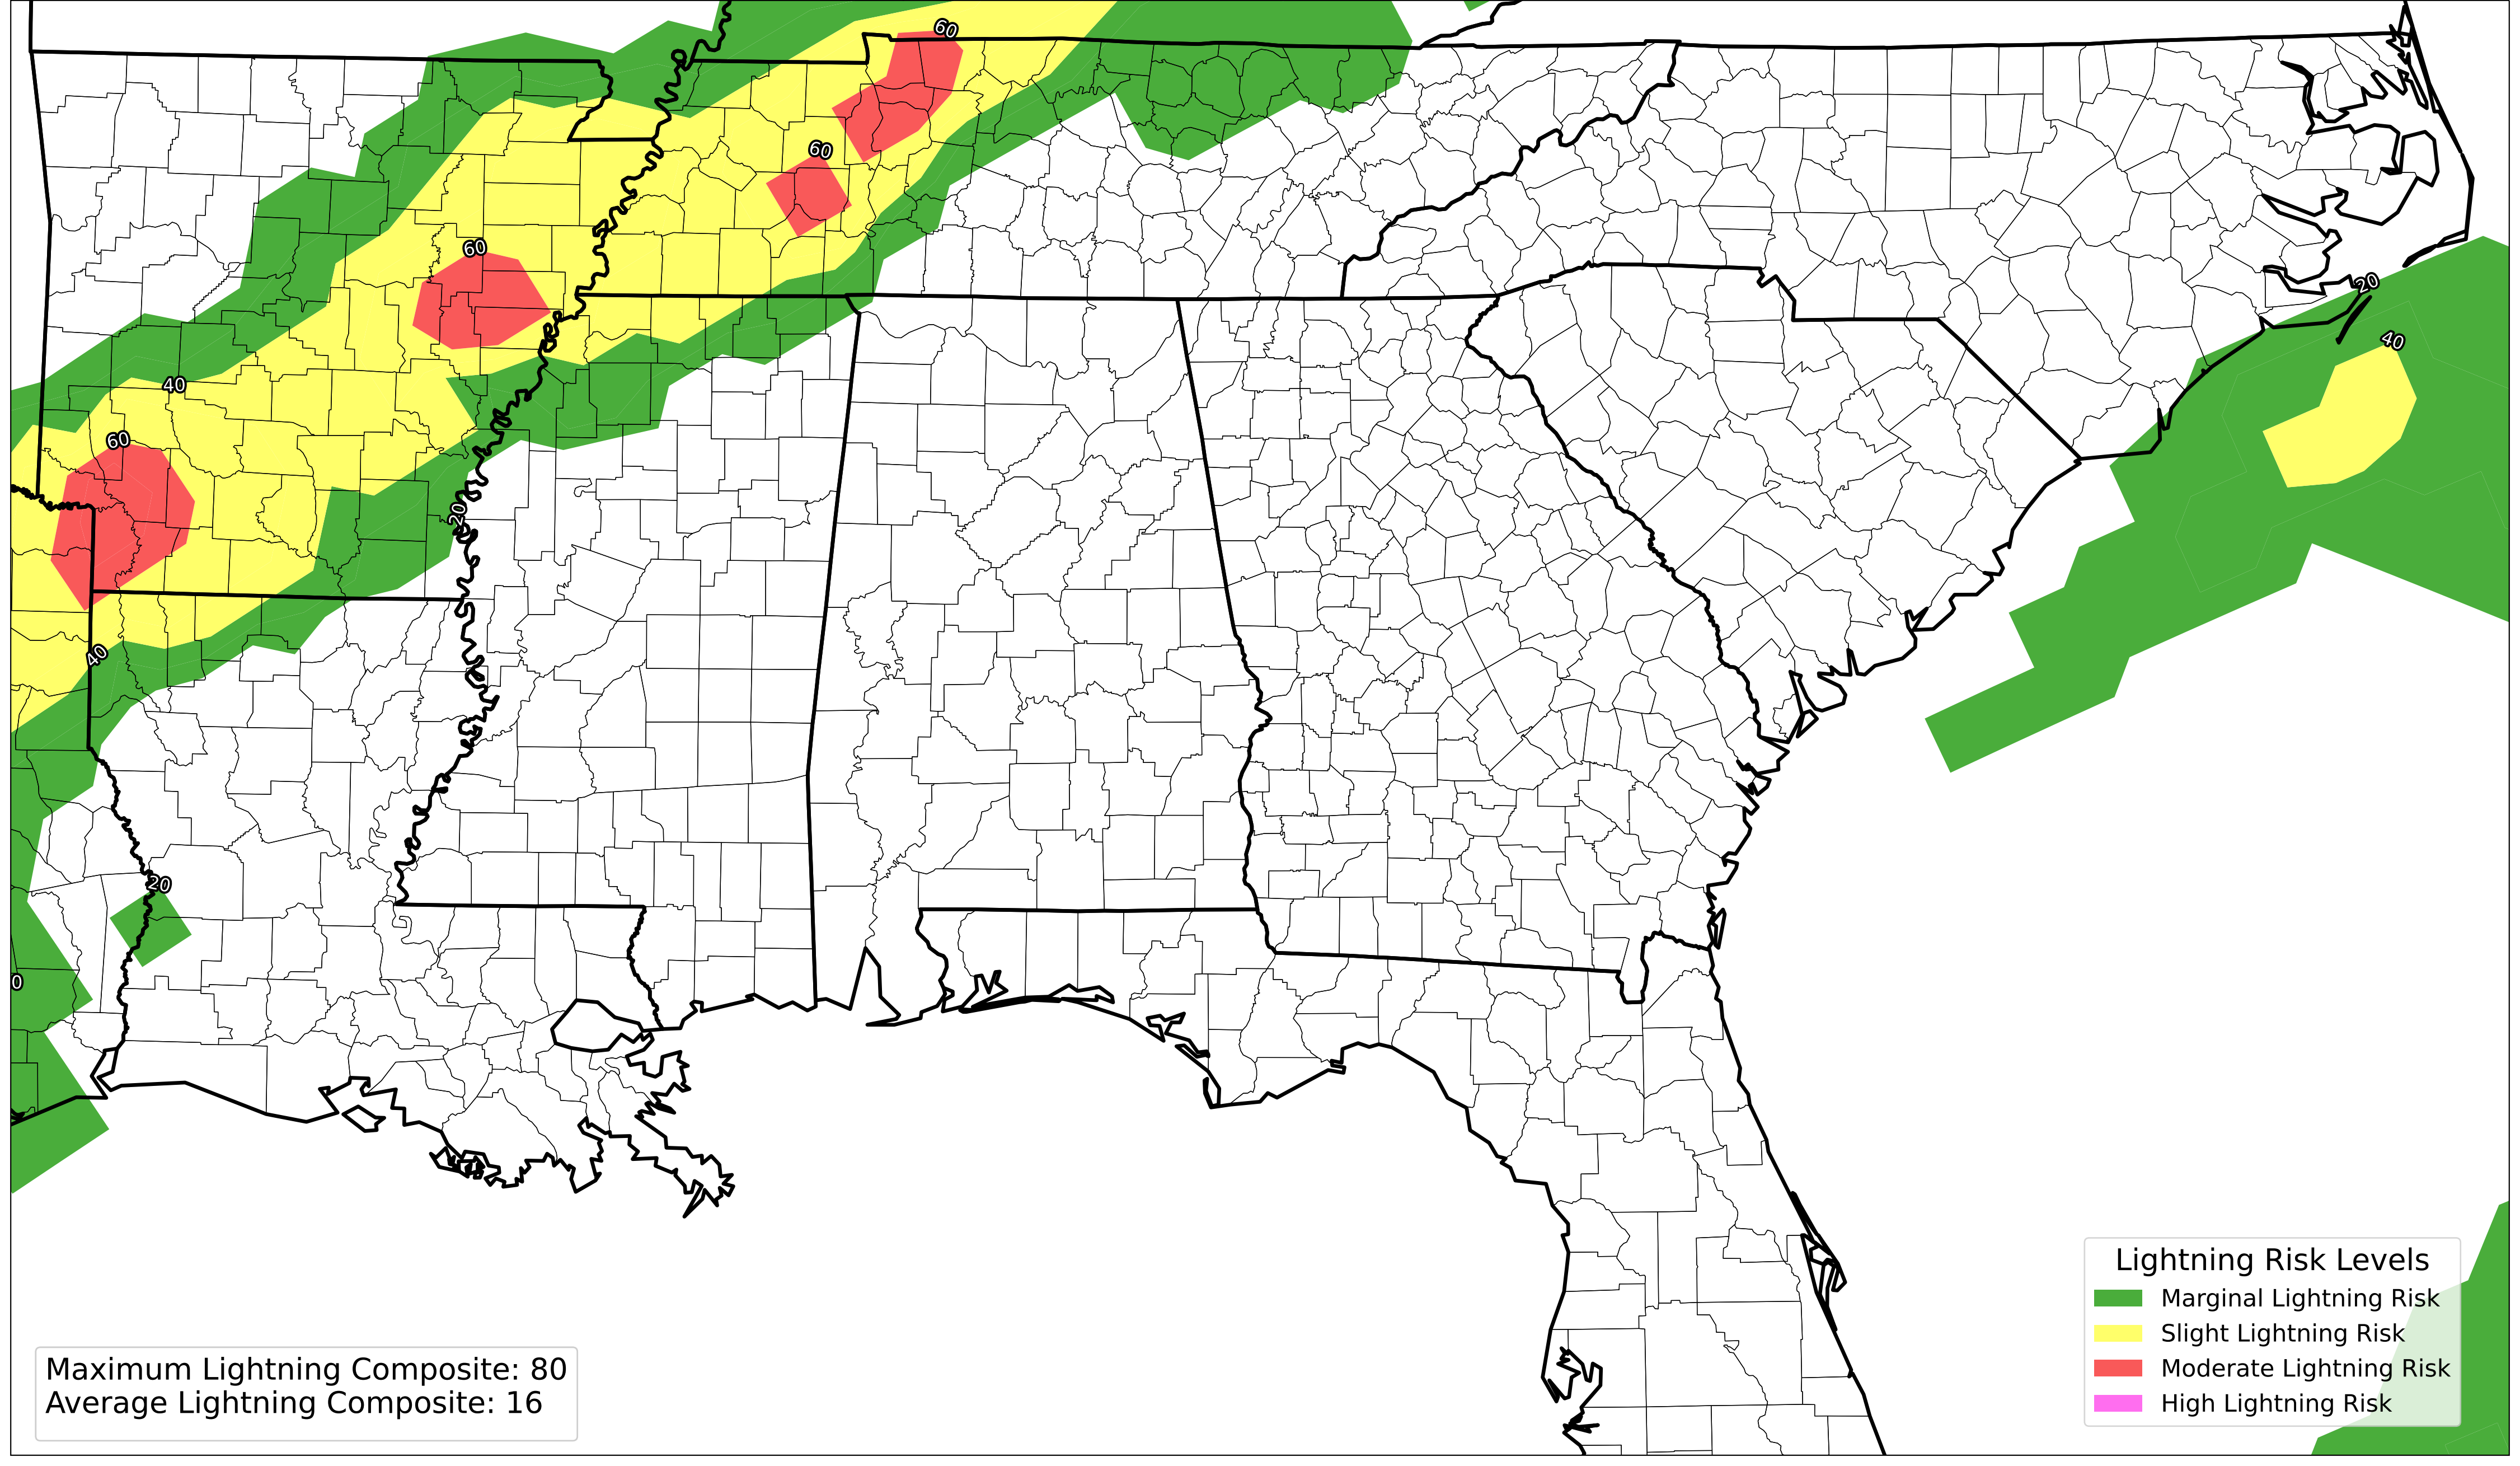 60
60
60
20
40
40
60
20
40
20
0
Lightning Risk Levels
Marginal Lightning Risk
Slight Lightning Risk
Moderate Lightning Risk
High Lightning Risk
Maximum Lightning Composite: 80
Average Lightning Composite: 16